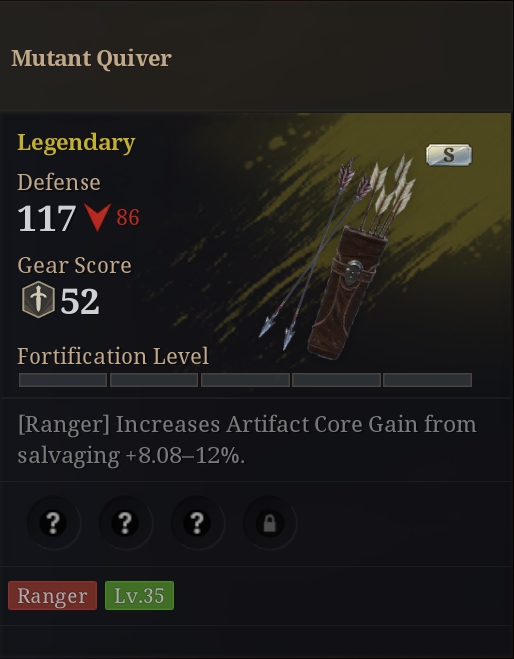 Mutant Quiver
Legendary
S
Defense
117 86
Gear Score
52
Fortification Level
[Ranger] Increases Artifact Core Gain from
salvaging +8.08–12%.
? ? ?
Ranger Lv.35